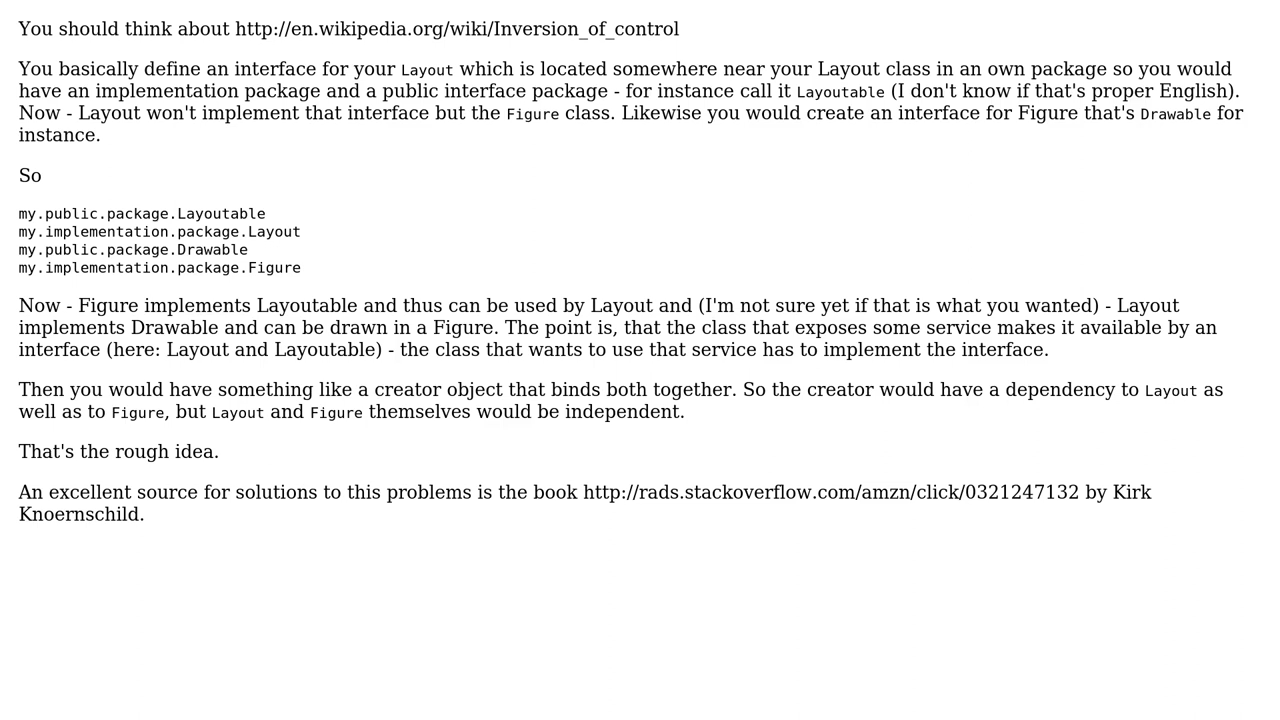 You should think about http://en.wikipedia.org/wiki/Inversion_of_control
You basically define an interface for your Layout which is located somewhere near your Layout class in an own package so you would
have an implementation package and a public interface package - for instance call it Layoutable (I don't know if that's proper English).
Now - Layout won't implement that interface but the Figure class. Likewise you would create an interface for Figure that's Drawable for
instance.
So
my.public.package.Layoutable
my.implementation.package.Layout
my.public.package.Drawable
my.implementation.package.Figure
Now - Figure implements Layoutable and thus can be used by Layout and (I'm not sure yet if that is what you wanted) - Layout
implements Drawable and can be drawn in a Figure. The point is, that the class that exposes some service makes it available by an
interface (here: Layout and Layoutable) - the class that wants to use that service has to implement the interface.
Then you would have something like a creator object that binds both together. So the creator would have a dependency to Layout as
well as to Figure, but Layout and Figure themselves would be independent.
That's the rough idea.
An excellent source for solutions to this problems is the book http://rads.stackoverflow.com/amzn/click/0321247132 by Kirk
Knoernschild.